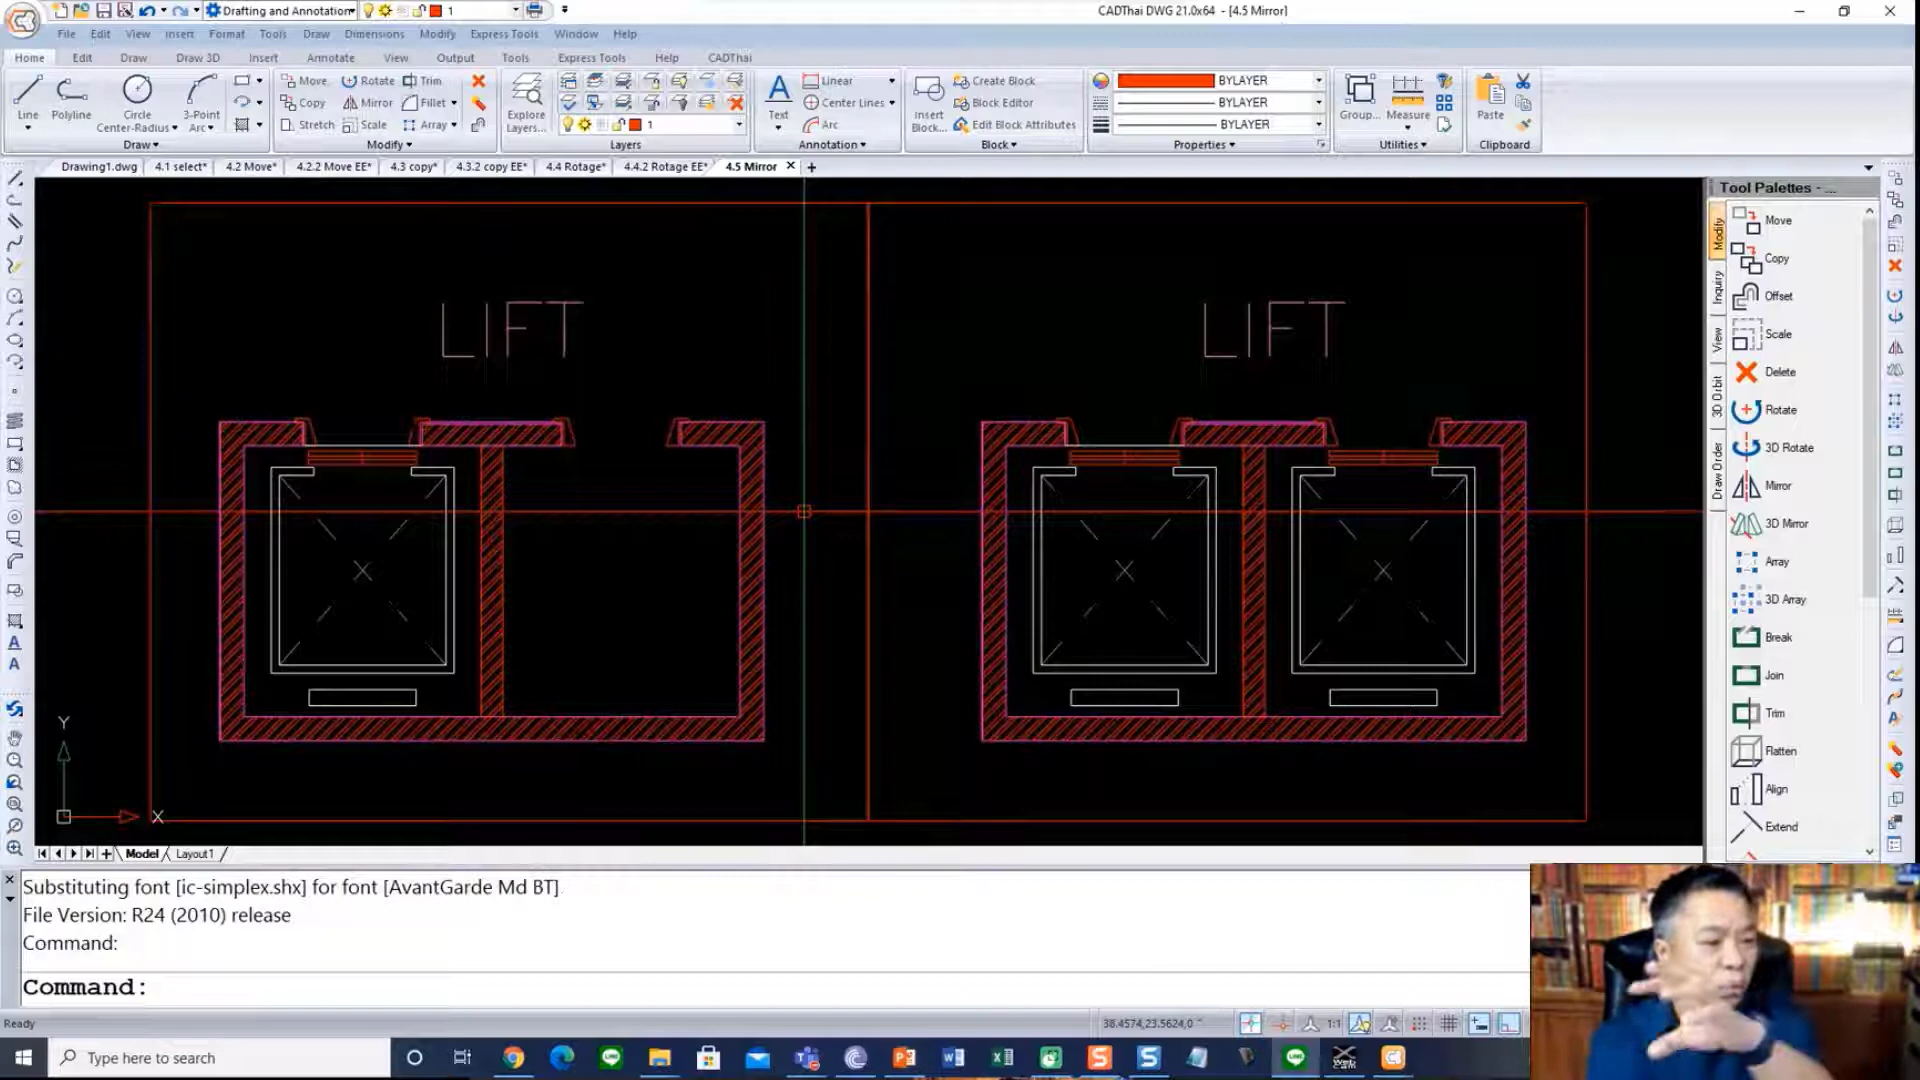 Drafting and Annotation
1
CADThai DWG 21.0x64 - [4.5 Mirror]
File Edit View Insert Format Tools Draw Dimensions Modify Express Tools Window Help
Home Edit Draw Draw 3D Insert Annotate View Output Tools Express Tools Help CADThai
Line
Polyline
Circle
Center-Radius
3-Point
Arc
Draw
Move Rotate Trim
Copy Mirror Fillet
Stretch Scale Array
Modify
Explore
Layers...
1
Layers
Text
Linear
Center Lines
Arc
Annotation
Insert
Block...
Create Block
Block Editor
Edit Block Attributes
Block
BYLAYER
BYLAYER
BYLAYER
Properties
Group...
Measure
Utilities
Paste
Clipboard
Drawing1.dwg 4.1 select* 4.2 Move* 4.2.2 Move EE* 4.3 copy* 4.3.2 copy EE* 4.4 Rotage* 4.4.2 Rotage EE* 4.5 Mirror
LIFT
LIFT
Y
X
Tool Palettes - ...
Modify
Inquiry
View
3D Orbit
Draw Order
Move
Copy
Offset
Scale
Delete
Rotate
3D Rotate
Mirror
3D Mirror
Array
3D Array
Break
Join
Trim
Flatten
Align
Extend
Model Layout1
Substituting font [ic-simplex.shx] for font [AvantGarde Md BT]
File Version: R24 (2010) release
Command:
Command:
Ready
38.4574,23.5624,0
1:1
Type here to search